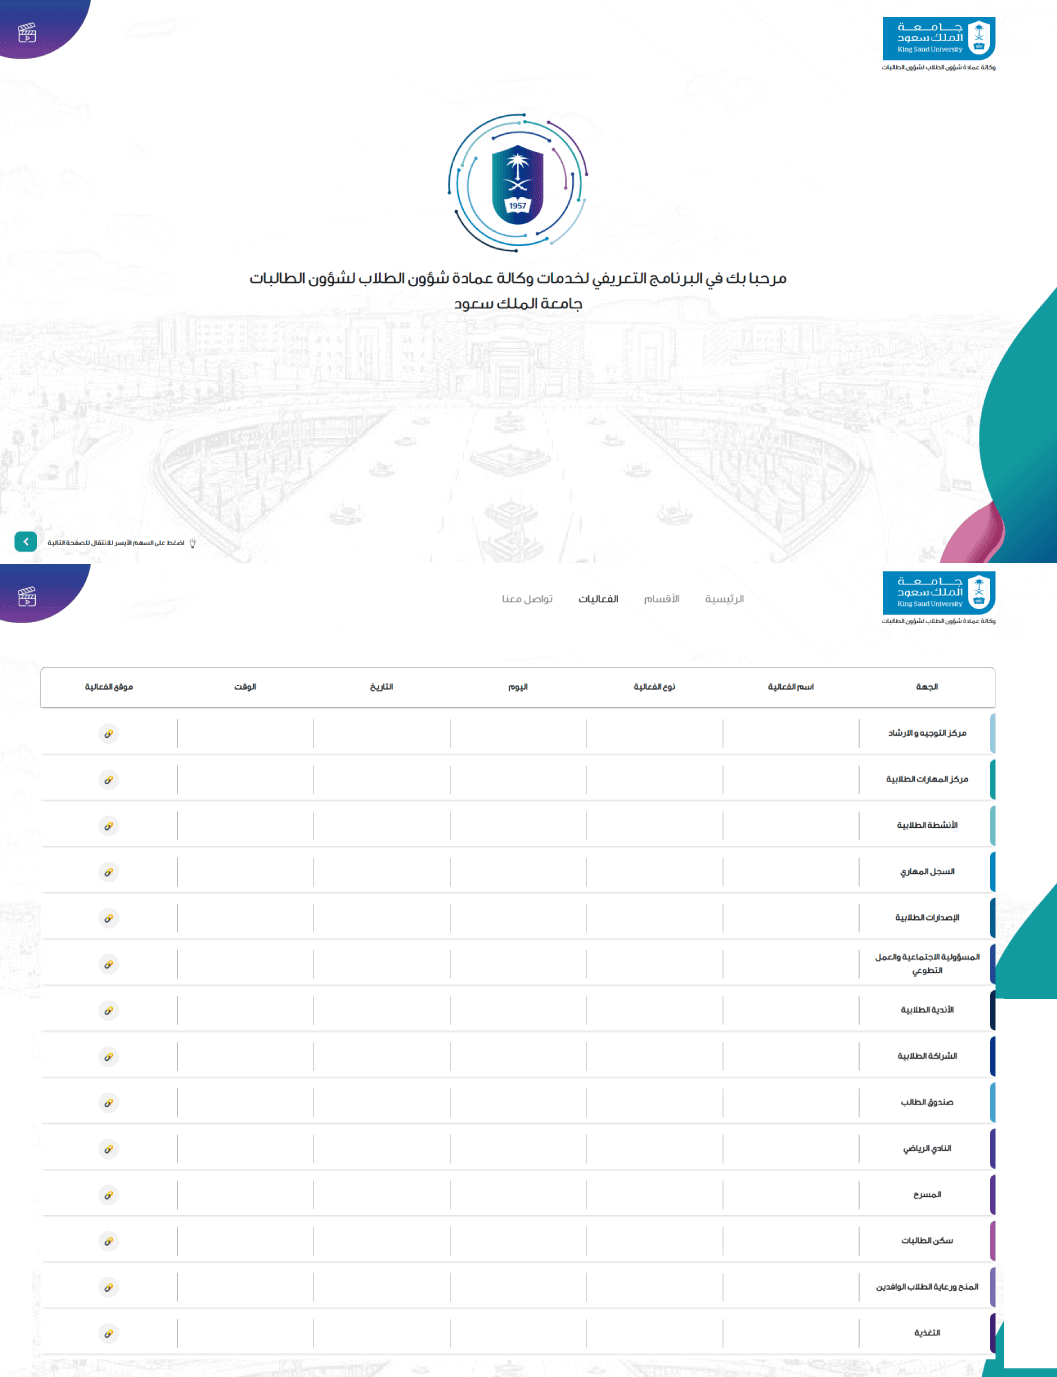 جـامـعـة
الملك سعود
King Saud University
وكالة عمادة شؤون الطلاب لشؤون الطالبات
1957
مرحبا بك في البرنامج التعريفي لخدمات وكالة عمادة شؤون الطلاب لشؤون الطالبات
جامعة الملك سعود
اضغط على السهم الأيسر للانتقال للصفحة التالية
جـامـعـة
الملك سعود
King Saud University
وكالة عمادة شؤون الطلاب لشؤون الطالبات
الرئيسية الأقسام الفعاليات تواصل معنا
الجهة اسم الفعالية نوع الفعالية اليوم التاريخ الوقت موقع الفعالية
مركز التوجيه و الارشاد
مركز المهارات الطلابية
الأنشطة الطلابية
السجل المهاري
الإصدارات الطلابية
المسؤولية الاجتماعية والعمل
التطوعي
الأندية الطلابية
الشراكة الطلابية
صندوق الطالب
النادي الرياضي
المسرح
سكن الطالبات
المنح ورعاية الطلاب الوافدين
التغذية